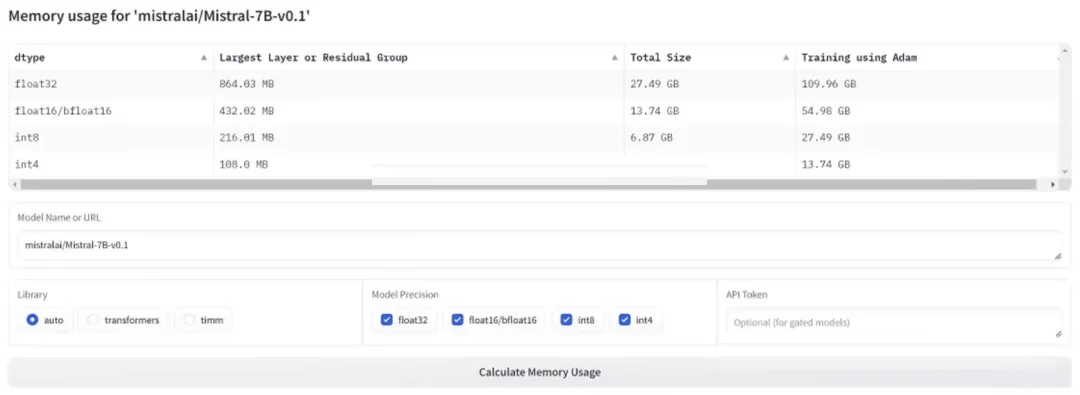 Memory usage for 'mistralai/Mistral-7B-v0.1'
dtype Largest Layer or Residual Group Total Size Training using Adam
float32 864.03 MB 27.49 GB 109.96 GB
float16/bfloat16 432.02 MB 13.74 GB 54.98 GB
int8 216.01 MB 6.87 GB 27.49 GB
int4 108.0 MB 13.74 GB
Model Name or URL
mistralai/Mistral-7B-v0.1
Library Model Precision API Token
auto transformers timm float32 float16/bfloat16 int8 int4 Optional (for gated models)
Calculate Memory Usage